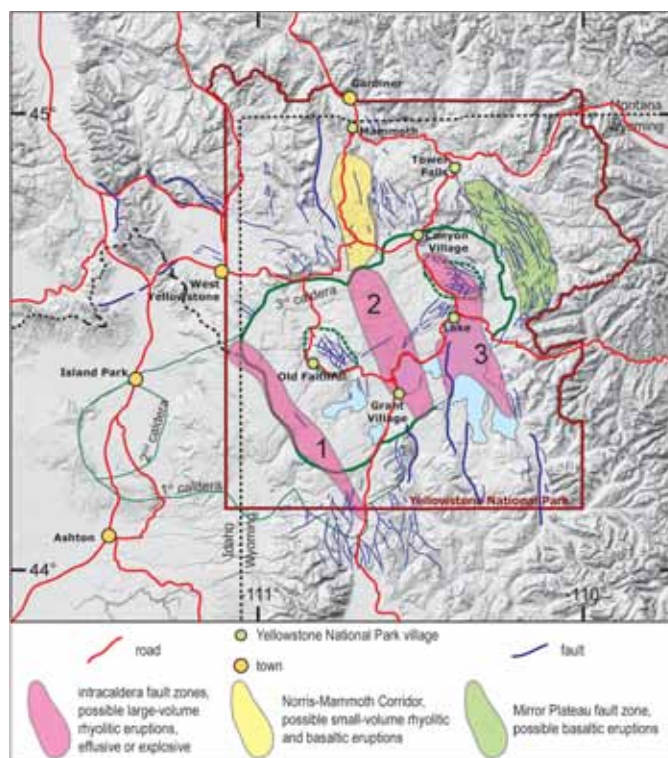 Gardiner
45°
Montana
Mammoth
Wyoming
Tower
Falls
Canyon
Village
West
Yellowstone
3rd caldera
2
Lake
Island Park
Old Faithful
3
Grant
Village
2° caldera
1
1° caldera
Yellowstone National Park
Ashton
Idaho
Wyoming
44°
-111
-110
road
Yellowstone National Park village
town
fault
intracaldera fault zones,
possible large-volume
rhyolitic eruptions,
effusive or explosive
Norris-Mammoth Corridor,
possible small-volume rhyolitic
and basaltic eruptions
Mirror Plateau fault zone,
possible basaltic eruptions